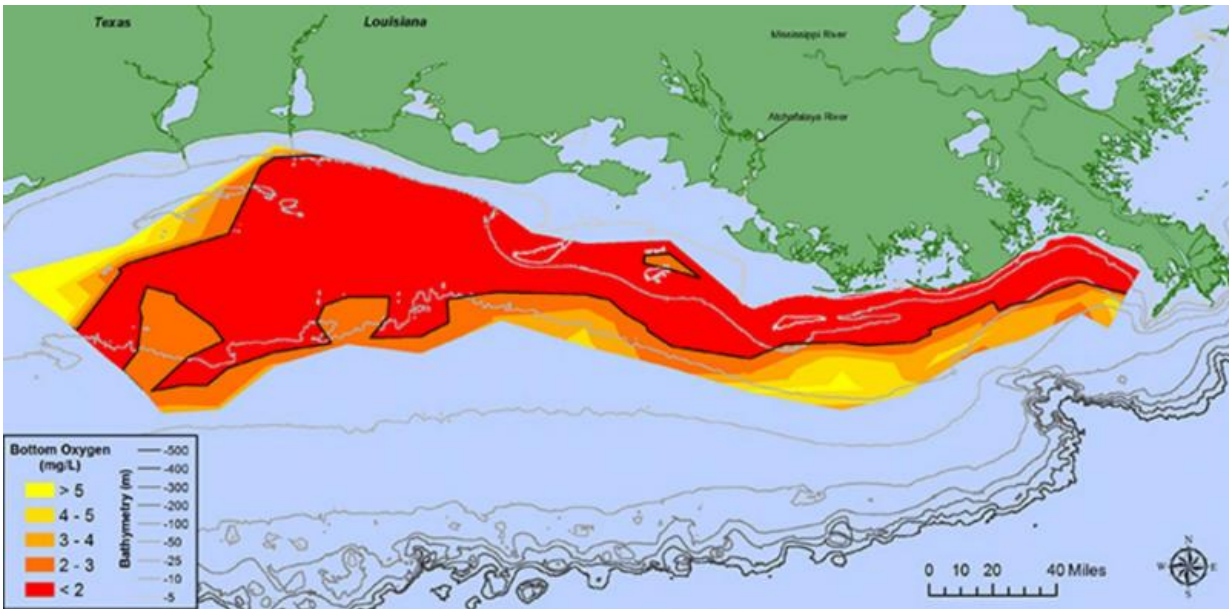 Texas
Louisiana
Mississippi River
Atchafalaya River
Bottom Oxygen
(mg/L)
> 5
4 - 5
3 - 4
2 - 3
< 2
Bathymetry (m)
-500
-400
-300
-200
-100
-50
-25
-10
-5
0 10 20 40 Miles
N
W
E
S